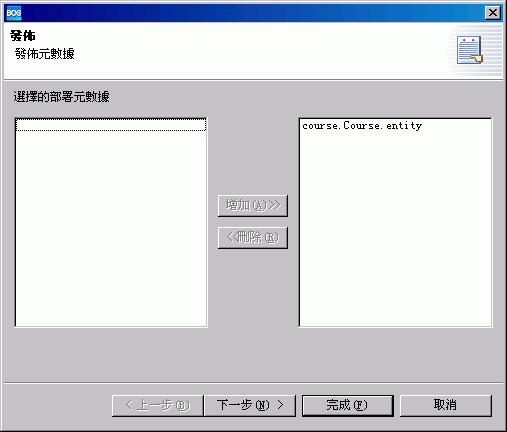 BOS
發佈
發佈元數據
選擇的部署元數據
course.Course.entity
增加(A)>>
<<刪除(R)
< 上一步(B)
下一步(N) >
完成(F)
取消